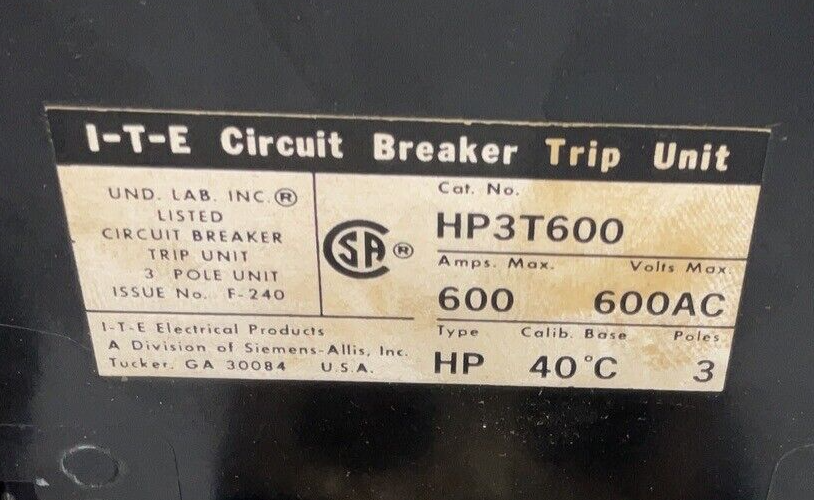 I-T-E Circuit Breaker Trip Unit
UND. LAB. INC.®
LISTED
CIRCUIT BREAKER
TRIP UNIT
3 POLE UNIT
ISSUE No. F-240
CSA ®
Cat. No.
HP3T600
Amps. Max. Volts Max.
600 600AC
Type Calib. Base Poles
HP 40°C 3
I-T-E Electrical Products
A Division of Siemens-Allis, Inc.
Tucker, GA 30084 U.S.A.